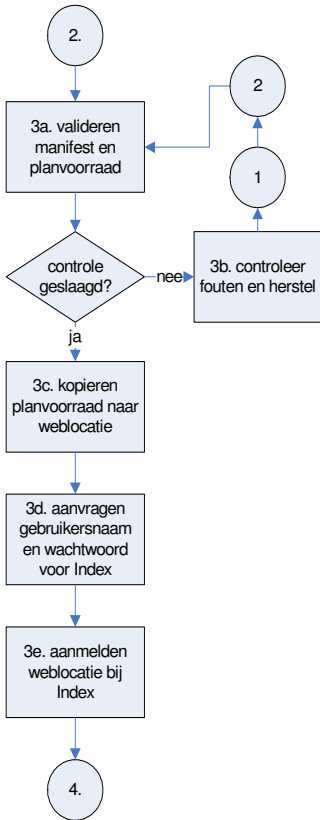 2.
2
3a. valideren
manifest en
planvoorraad
1
controle
geslaagd?
nee
3b. controleer
fouten en herstel
ja
3c. kopieren
planvoorraad naar
weblocatie
3d. aanvragen
gebruikersnaam
en wachtwoord
voor Index
3e. aanmelden
weblocatie bij
Index
4.